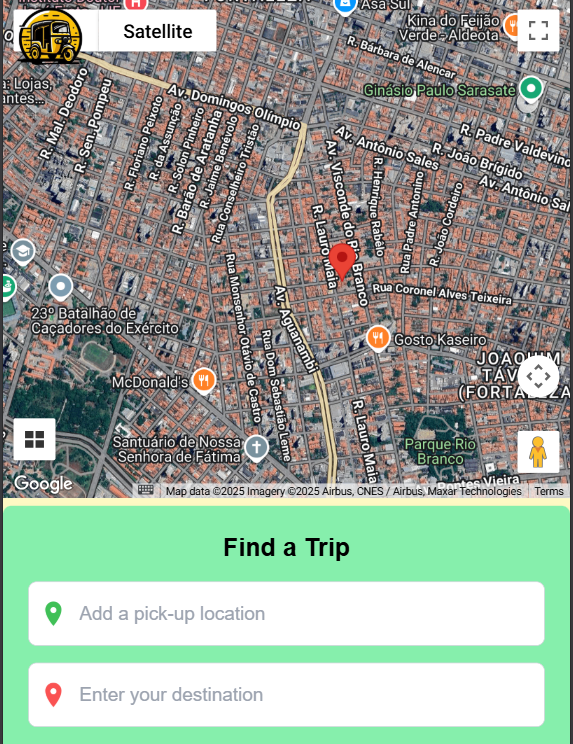 Asa Sul
Satellite
Kina do Feijão
Verde - Aldeota
R. Bárbara de Alencar
a: Lojas,
antes...
Ginásio Paulo Sarasate
R. Mal. Deodoro
R. Sen. Pompeu
Av. Domingos Olímpio
R. Floriano Peixoto
R. da Assunção
R. Solon Pinheiro
R. Barão de Aratanha
R. Jaime Benévolo
Rua Conselheiro Tristão
Av. Antônio Sales
R. Padre Valdevino
R. João Brígido
Av. Antônio Sal
Av. Visconde do Rio Branco
R. Henrique Rabêlo
Rua Padre Antonino
R. João Cordeiro
R. Lauro Maia
Rua Coronel Alves Teixeira
Rua Monsenhor Otávio de Castro
Av. Aguanambi
23º Batalhão de
Caçadores do Exército
Gosto Kaseiro
Rua Dom Sebastião Leme
JOAQUIM
TÁVORA
(FORTALEZA
McDonald's
R. Lauro Maia
Santuário de Nossa
Senhora de Fátima
Parque Rio
Branco
Pontes Vieira
Google
Map data ©2025 Imagery ©2025 Airbus, CNES / Airbus, Maxar Technologies
Terms
Find a Trip
Add a pick-up location
Enter your destination